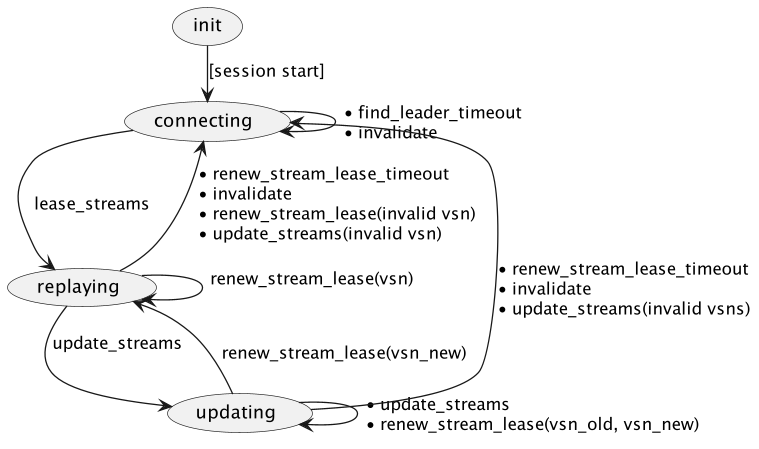 init
[session start]
connecting
• find_leader_timeout
• invalidate
lease_streams
• renew_stream_lease_timeout
• invalidate
• renew_stream_lease(invalid vsn)
• update_streams(invalid vsn)
replaying
renew_stream_lease(vsn)
• renew_stream_lease_timeout
• invalidate
• update_streams(invalid vsns)
update_streams
renew_stream_lease(vsn_new)
updating
• update_streams
• renew_stream_lease(vsn_old, vsn_new)